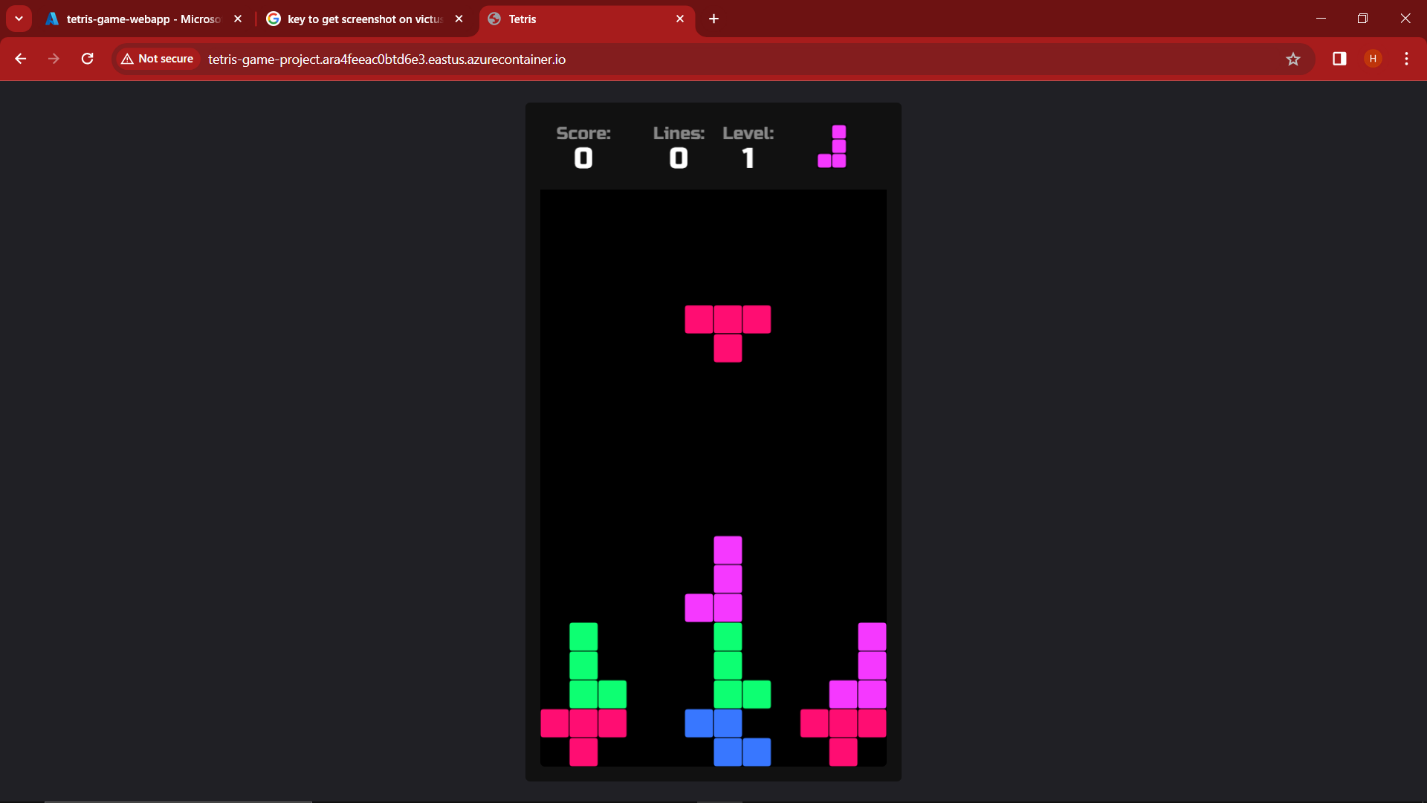 tetris-game-webapp - Microso
key to get screenshot on victu
Tetris
Not secure
tetris-game-project.ara4feeac0btd6e3.eastus.azurecontainer.io
H
Score:
Lines:
Level:
0
0
1